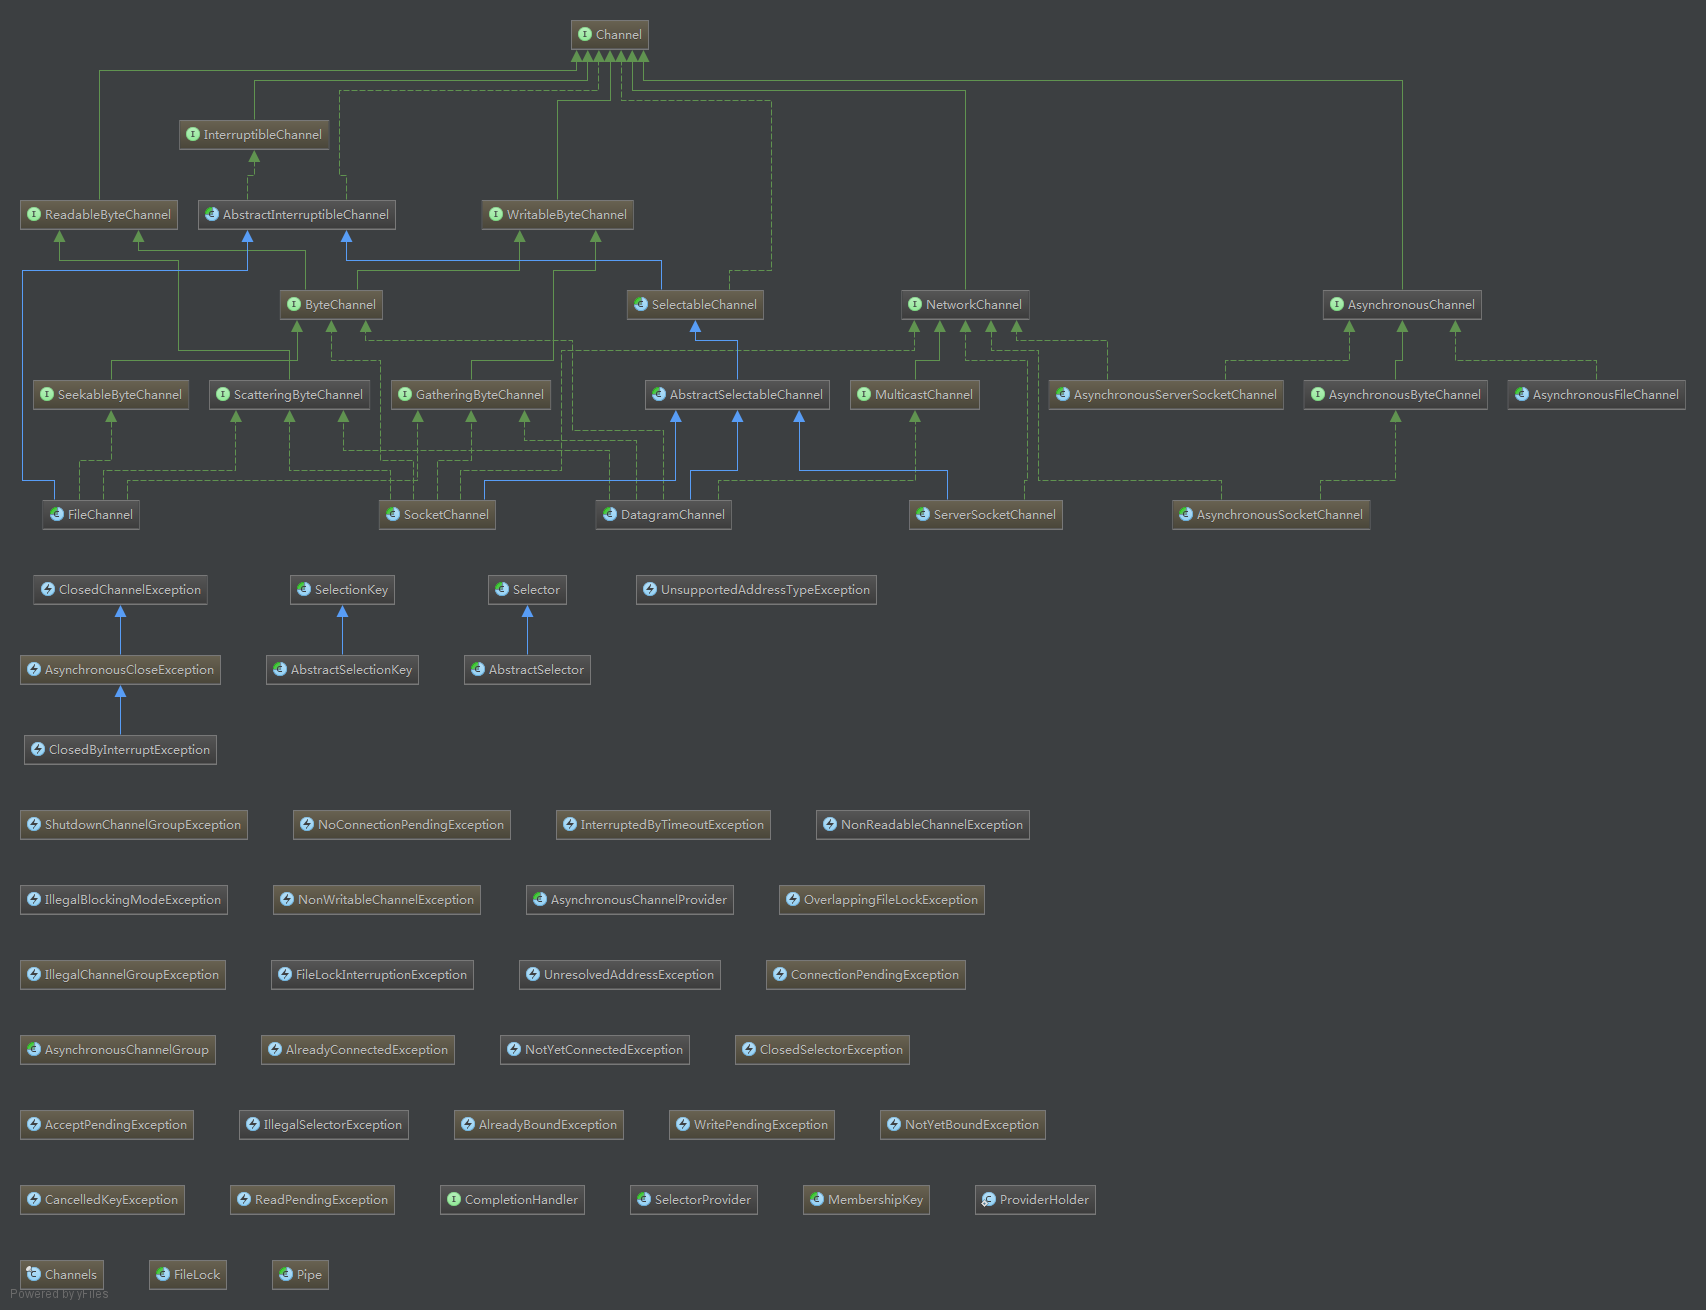 Channel
InterruptibleChannel
ReadableByteChannel
AbstractInterruptibleChannel
WritableByteChannel
ByteChannel
SelectableChannel
NetworkChannel
AsynchronousChannel
SeekableByteChannel
ScatteringByteChannel
GatheringByteChannel
AbstractSelectableChannel
MulticastChannel
AsynchronousServerSocketChannel
AsynchronousByteChannel
AsynchronousFileChannel
FileChannel
SocketChannel
DatagramChannel
ServerSocketChannel
AsynchronousSocketChannel
ClosedChannelException
SelectionKey
Selector
UnsupportedAddressTypeException
AsynchronousCloseException
AbstractSelectionKey
AbstractSelector
ClosedByInterruptException
ShutdownChannelGroupException
NoConnectionPendingException
InterruptedByTimeoutException
NonReadableChannelException
IllegalBlockingModeException
NonWritableChannelException
AsynchronousChannelProvider
OverlappingFileLockException
IllegalChannelGroupException
FileLockInterruptionException
UnresolvedAddressException
ConnectionPendingException
AsynchronousChannelGroup
AlreadyConnectedException
NotYetConnectedException
ClosedSelectorException
AcceptPendingException
IllegalSelectorException
AlreadyBoundException
WritePendingException
NotYetBoundException
CancelledKeyException
ReadPendingException
CompletionHandler
SelectorProvider
MembershipKey
ProviderHolder
Channels
FileLock
Pipe
Powered by yFiles